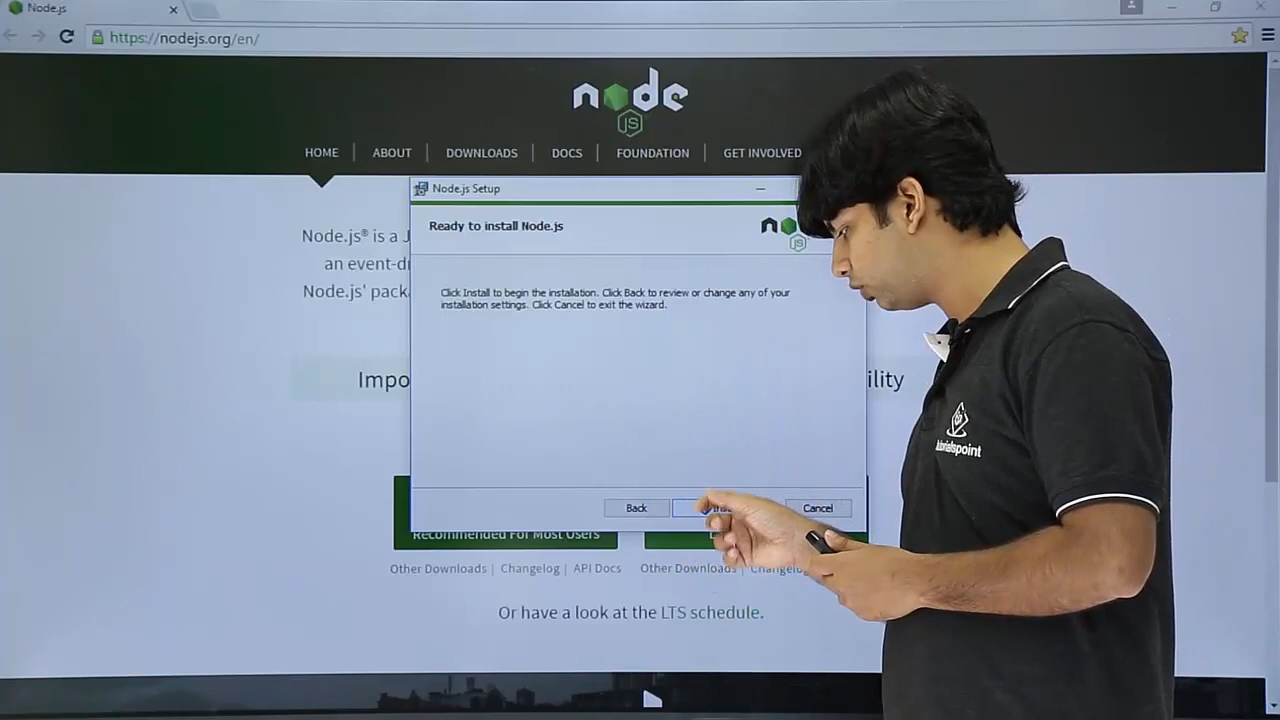 Node.js
https://nodejs.org/en/
node
JS
HOME
ABOUT
DOWNLOADS
DOCS
FOUNDATION
GET INVOLVED
Node.js Setup
Ready to install Node.js
JS
Node.js® is a J
an event-d
Node.js' pack
Click Install to begin the installation. Click Back to review or change any of your
installation settings. Click Cancel to exit the wizard.
Impo
ility
Back
Cancel
Recommended For Most Users
Other Downloads | Changelog | API Docs
Other Downloads | Changelog
Or have a look at the LTS schedule.
tutorialspoint